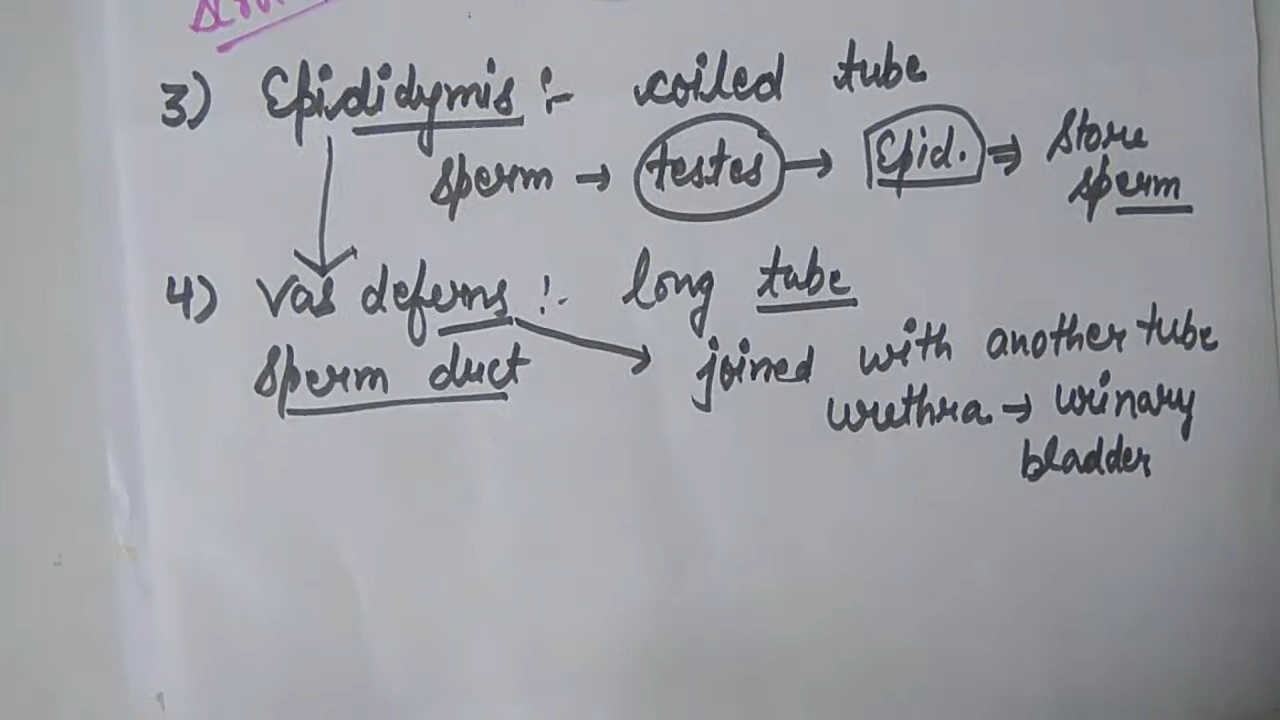 3) Epididymis :- coiled tube
sperm → testes → Epid. ⇒ store
sperm
4) Vas deferns :- long tube
sperm duct → joined with another tube
urethra → urinary
bladder